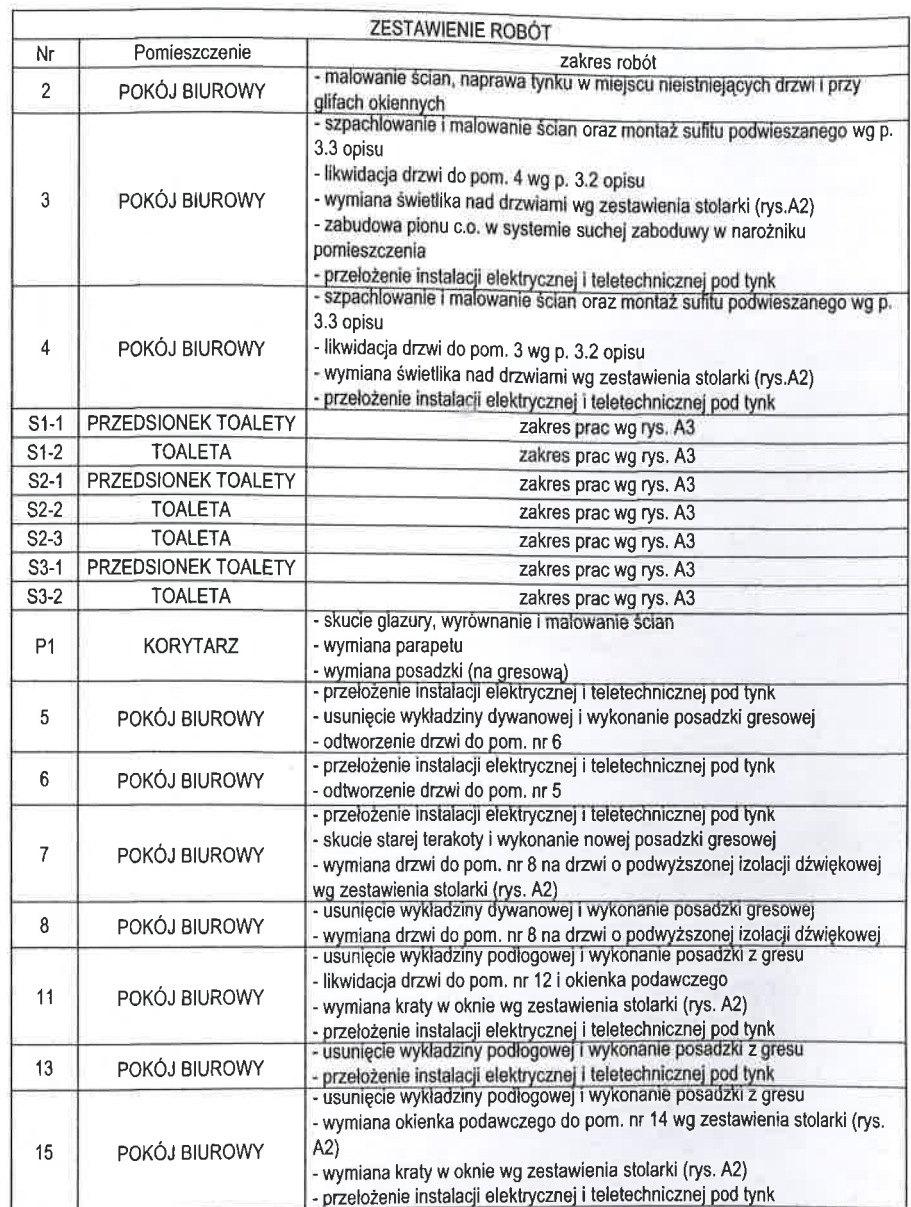 ZESTAWIENIE ROBÓT
Nr Pomieszczenie zakres robót
2 POKÓJ BIUROWY - malowanie ścian, naprawa tynku w miejscu nieistniejących drzwi i przy
glifach okiennych
3 POKÓJ BIUROWY - szpachlowanie i malowanie ścian oraz montaż sufitu podwieszanego wg p.
3.3 opisu
- likwidacja drzwi do pom. 4 wg p. 3.2 opisu
- wymiana świetlika nad drzwiami wg zestawienia stolarki (rys.A2)
- zabudowa pionu c.o. w systemie suchej zaboduwy w narożniku
pomieszczenia
- przełożenie instalacji elektrycznej i teletechnicznej pod tynk
4 POKÓJ BIUROWY - szpachlowanie i malowanie ścian oraz montaż sufitu podwieszanego wg p.
3.3 opisu
- likwidacja drzwi do pom. 3 wg p. 3.2 opisu
- wymiana świetlika nad drzwiami wg zestawienia stolarki (rys.A2)
- przełożenie instalacji elektrycznej i teletechnicznej pod tynk
S1-1 PRZEDSIONEK TOALETY zakres prac wg rys. A3
S1-2 TOALETA zakres prac wg rys. A3
S2-1 PRZEDSIONEK TOALETY zakres prac wg rys. A3
S2-2 TOALETA zakres prac wg rys. A3
S2-3 TOALETA zakres prac wg rys. A3
S3-1 PRZEDSIONEK TOALETY zakres prac wg rys. A3
S3-2 TOALETA zakres prac wg rys. A3
P1 KORYTARZ - skucie glazury, wyrównanie i malowanie ścian
- wymiana parapetu
- wymiana posadzki (na gresową)
5 POKÓJ BIUROWY - przełożenie instalacji elektrycznej i teletechnicznej pod tynk
- usunięcie wykładziny dywanowej i wykonanie posadzki gresowej
- odtworzenie drzwi do pom. nr 6
6 POKÓJ BIUROWY - przełożenie instalacji elektrycznej i teletechnicznej pod tynk
- odtworzenie drzwi do pom. nr 5
7 POKÓJ BIUROWY - przełożenie instalacji elektrycznej i teletechnicznej pod tynk
- skucie starej terakoty i wykonanie nowej posadzki gresowej
- wymiana drzwi do pom. nr 8 na drzwi o podwyższonej izolacji dźwiękowej
wg zestawienia stolarki (rys. A2)
8 POKÓJ BIUROWY - usunięcie wykładziny dywanowej i wykonanie posadzki gresowej
- wymiana drzwi do pom. nr 8 na drzwi o podwyższonej izolacji dźwiękowej
11 POKÓJ BIUROWY - usunięcie wykładziny podłogowej i wykonanie posadzki z gresu
- likwidacja drzwi do pom. nr 12 i okienka podawczego
- wymiana kraty w oknie wg zestawienia stolarki (rys. A2)
- przełożenie instalacji elektrycznej i teletechnicznej pod tynk
13 POKÓJ BIUROWY - usunięcie wykładziny podłogowej i wykonanie posadzki z gresu
- przełożenie instalacji elektrycznej i teletechnicznej pod tynk
15 POKÓJ BIUROWY - usunięcie wykładziny podłogowej i wykonanie posadzki z gresu
- wymiana okienka podawczego do pom. nr 14 wg zestawienia stolarki (rys.
A2)
- wymiana kraty w oknie wg zestawienia stolarki (rys. A2)
- przełożenie instalacji elektrycznej i teletechnicznej pod tynk